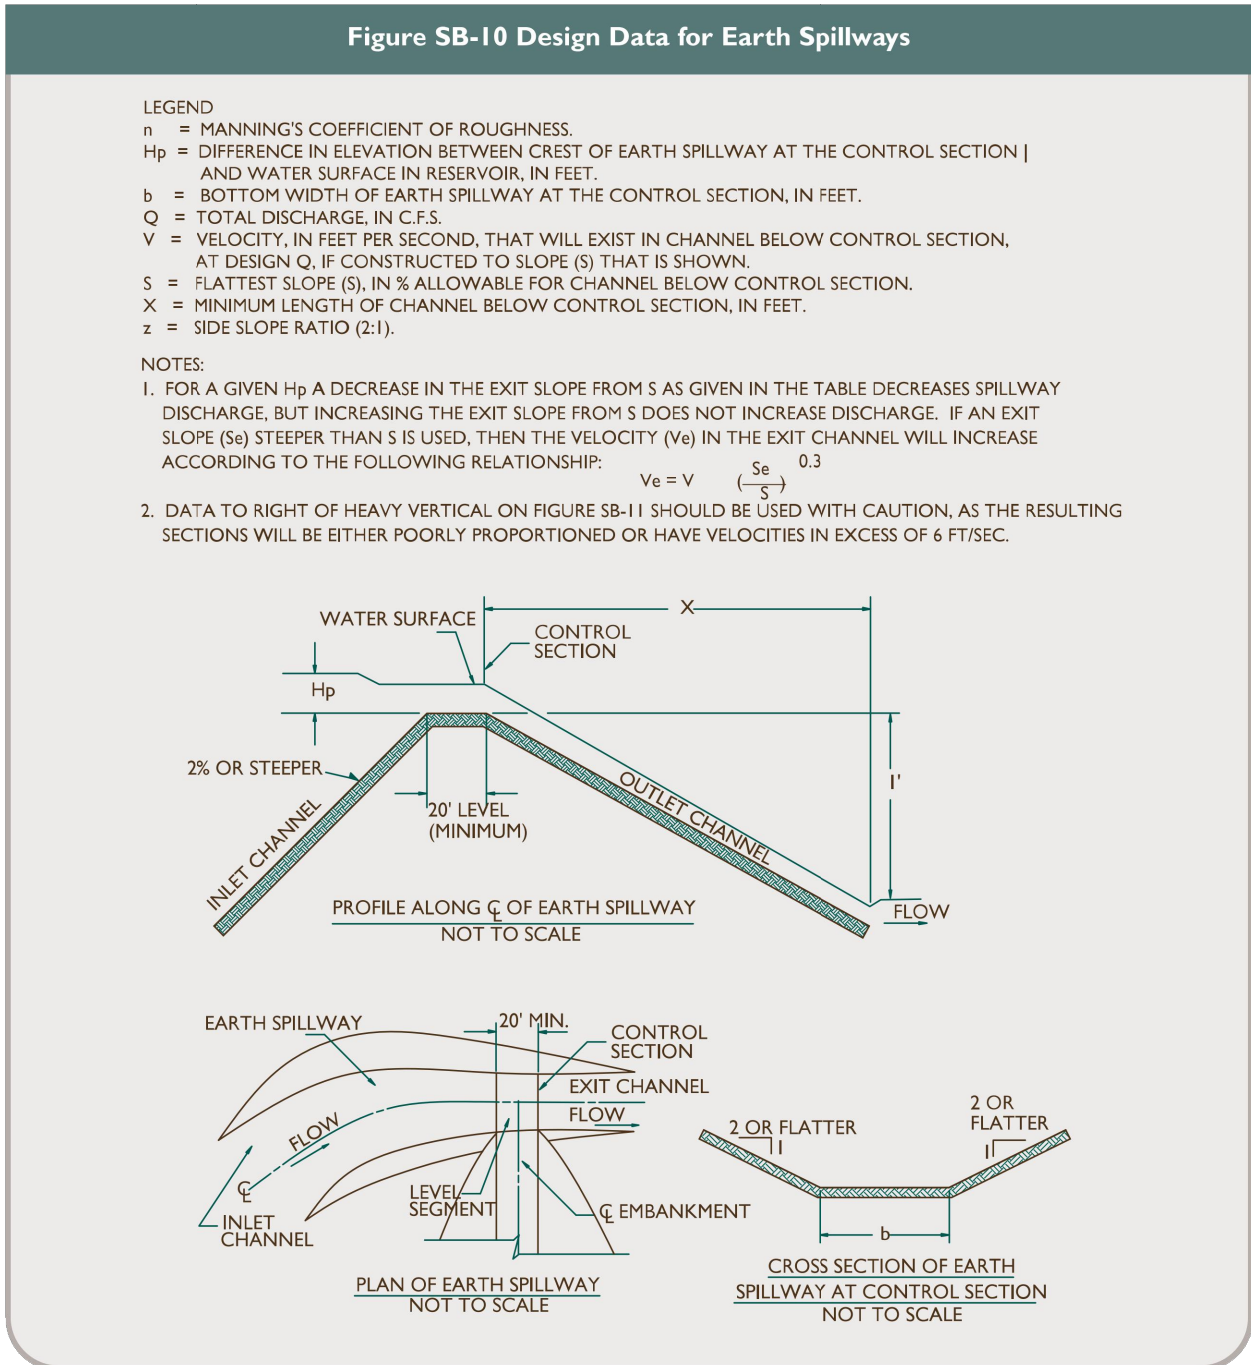 Figure SB-10 Design Data for Earth Spillways
LEGEND
n = MANNING'S COEFFICIENT OF ROUGHNESS.
Hp = DIFFERENCE IN ELEVATION BETWEEN CREST OF EARTH SPILLWAY AT THE CONTROL SECTION |
AND WATER SURFACE IN RESERVOIR, IN FEET.
b = BOTTOM WIDTH OF EARTH SPILLWAY AT THE CONTROL SECTION, IN FEET.
Q = TOTAL DISCHARGE, IN C.F.S.
V = VELOCITY, IN FEET PER SECOND, THAT WILL EXIST IN CHANNEL BELOW CONTROL SECTION,
AT DESIGN Q, IF CONSTRUCTED TO SLOPE (S) THAT IS SHOWN.
S = FLATTEST SLOPE (S), IN % ALLOWABLE FOR CHANNEL BELOW CONTROL SECTION.
X = MINIMUM LENGTH OF CHANNEL BELOW CONTROL SECTION, IN FEET.
z = SIDE SLOPE RATIO (2:1).
NOTES:
1. FOR A GIVEN Hp A DECREASE IN THE EXIT SLOPE FROM S AS GIVEN IN THE TABLE DECREASES SPILLWAY
DISCHARGE, BUT INCREASING THE EXIT SLOPE FROM S DOES NOT INCREASE DISCHARGE. IF AN EXIT
SLOPE (Se) STEEPER THAN S IS USED, THEN THE VELOCITY (Ve) IN THE EXIT CHANNEL WILL INCREASE
ACCORDING TO THE FOLLOWING RELATIONSHIP:
Ve = V (Se/S) 0.3
2. DATA TO RIGHT OF HEAVY VERTICAL ON FIGURE SB-11 SHOULD BE USED WITH CAUTION, AS THE RESULTING
SECTIONS WILL BE EITHER POORLY PROPORTIONED OR HAVE VELOCITIES IN EXCESS OF 6 FT/SEC.
X
WATER SURFACE
CONTROL
SECTION
Hp
2% OR STEEPER
1'
INLET CHANNEL
20' LEVEL
(MINIMUM)
OUTLET CHANNEL
FLOW
PROFILE ALONG ℄ OF EARTH SPILLWAY
NOT TO SCALE
EARTH SPILLWAY
20' MIN.
CONTROL
SECTION
EXIT CHANNEL
FLOW
FLOW
℄
INLET
CHANNEL
LEVEL
SEGMENT
℄ EMBANKMENT
PLAN OF EARTH SPILLWAY
NOT TO SCALE
2 OR FLATTER
1
2 OR
FLATTER
1
b
CROSS SECTION OF EARTH
SPILLWAY AT CONTROL SECTION
NOT TO SCALE